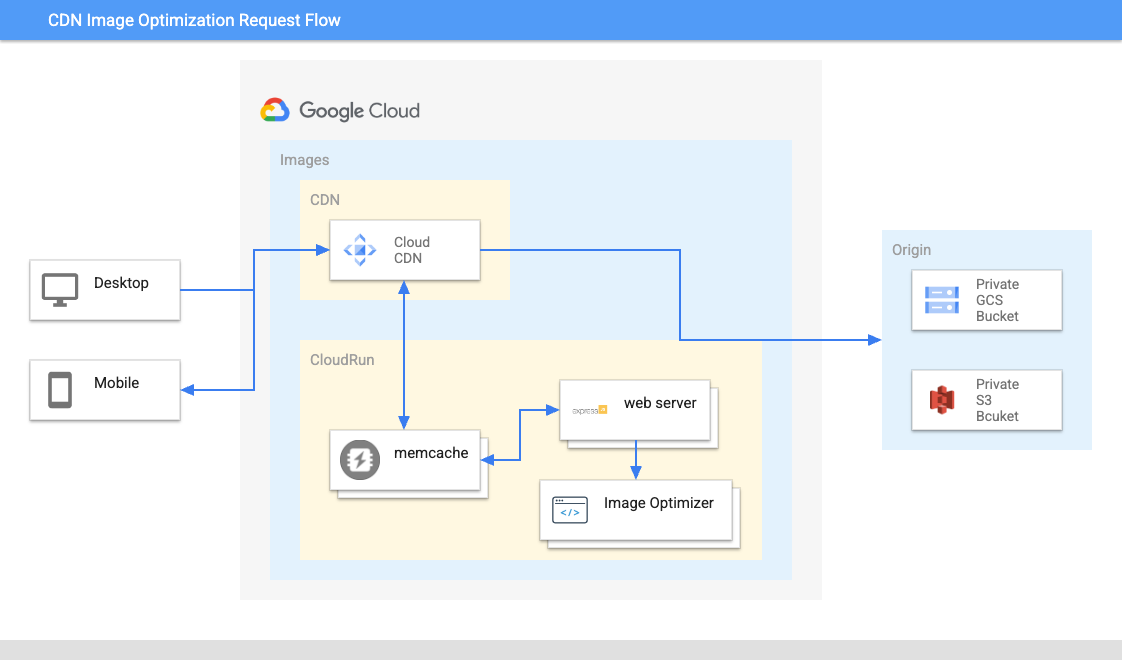 CDN Image Optimization Request Flow
Google Cloud
Images
CDN
Cloud
CDN
Desktop
Mobile
Origin
Private
GCS
Bucket
Private
S3
Bcuket
CloudRun
express
web server
memcache
</>
Image Optimizer